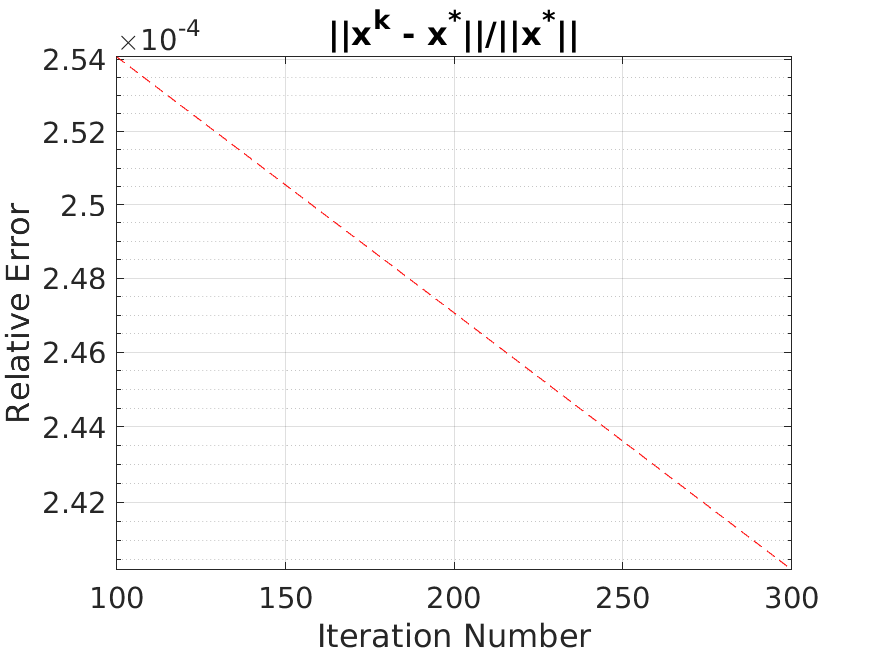 ||x^k - x^*||/||x^*||
×10^-4
2.54
2.52
2.5
2.48
2.46
2.44
2.42
Relative Error
100 150 200 250 300
Iteration Number